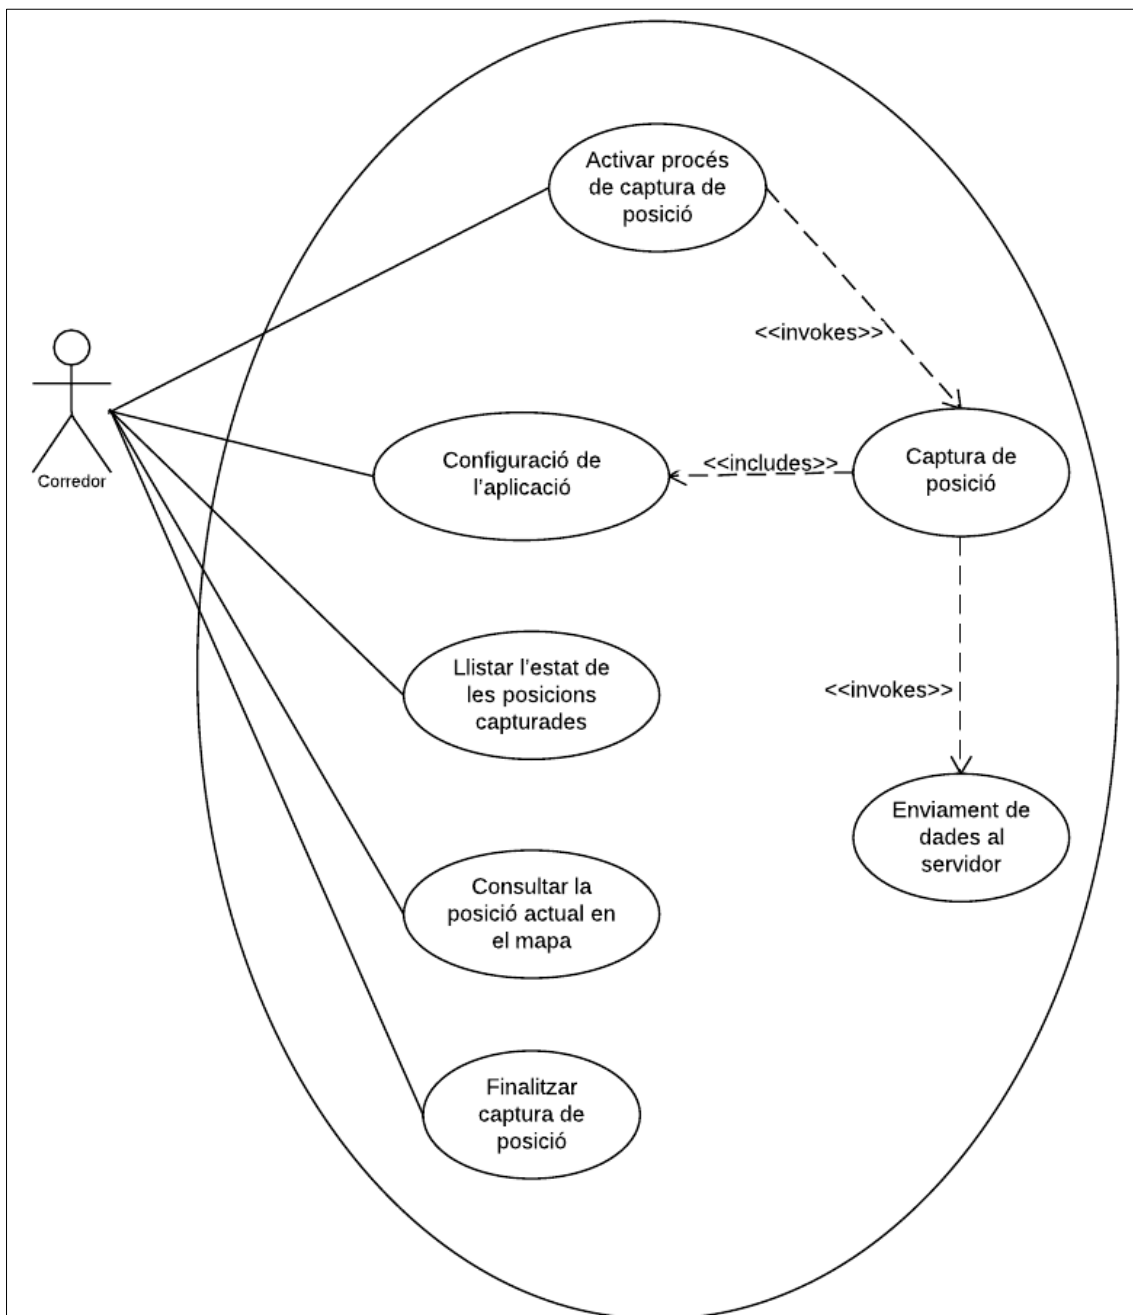 Activar procés
de captura de
posició
<<invokes>>
Corredor
Configuració de
l'aplicació
<<includes>>
Captura de
posició
Llistar l'estat de
les posicions
capturades
<<invokes>>
Enviament de
dades al
servidor
Consultar la
posició actual en
el mapa
Finalitzar
captura de
posició